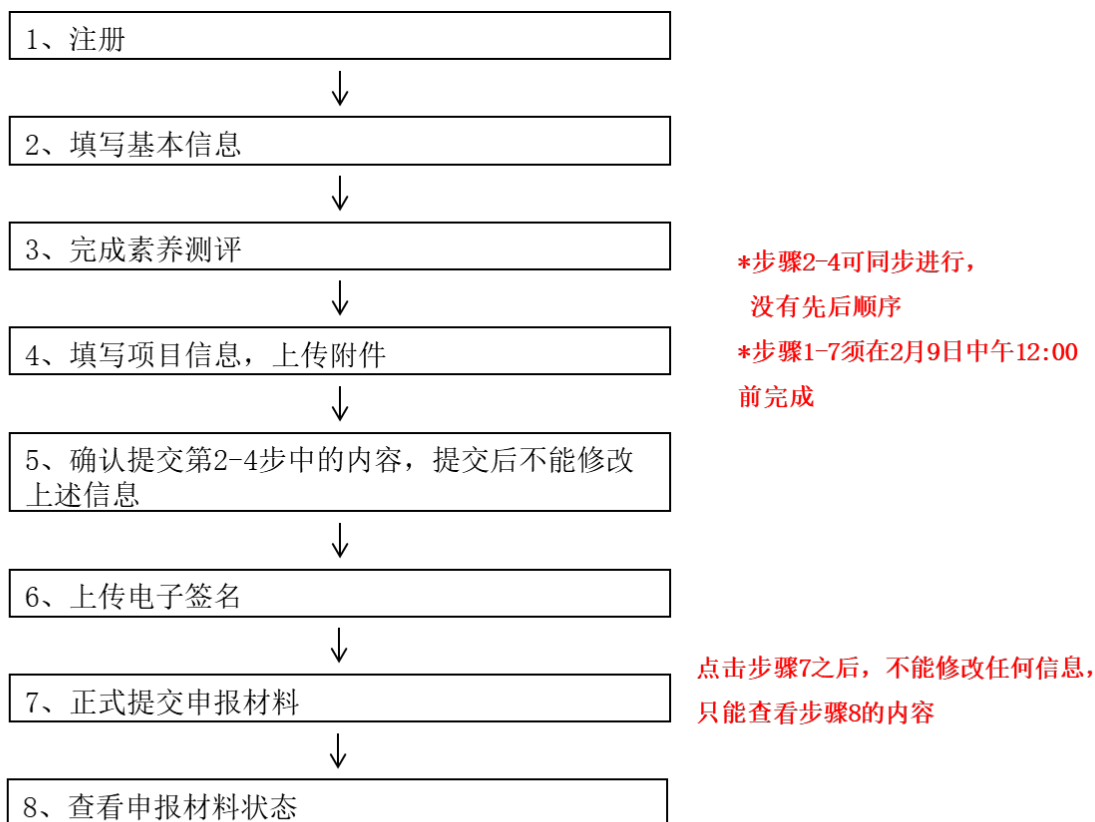 1、注册
2、填写基本信息
3、完成素养测评
*步骤2-4可同步进行，
没有先后顺序
4、填写项目信息，上传附件
*步骤1-7须在2月9日中午12:00
前完成
5、确认提交第2-4步中的内容，提交后不能修改
上述信息
6、上传电子签名
7、正式提交申报材料
点击步骤7之后，不能修改任何信息，
只能查看步骤8的内容
8、查看申报材料状态